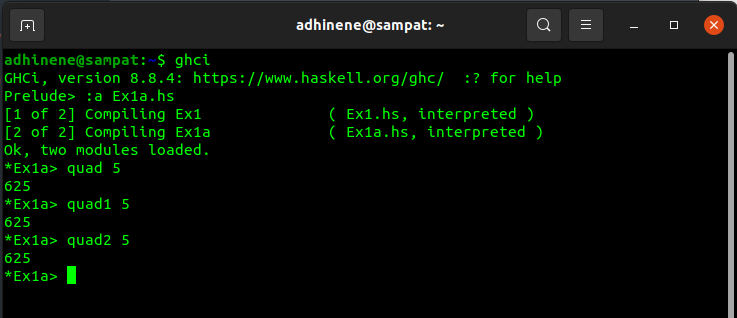 adhinene@sampat: ~
adhinene@sampat:~$ ghci
GHCi, version 8.8.4: https://www.haskell.org/ghc/  :? for help
Prelude> :a Ex1a.hs
[1 of 2] Compiling Ex1              ( Ex1.hs, interpreted )
[2 of 2] Compiling Ex1a             ( Ex1a.hs, interpreted )
Ok, two modules loaded.
*Ex1a> quad 5
625
*Ex1a> quad1 5
625
*Ex1a> quad2 5
625
*Ex1a>